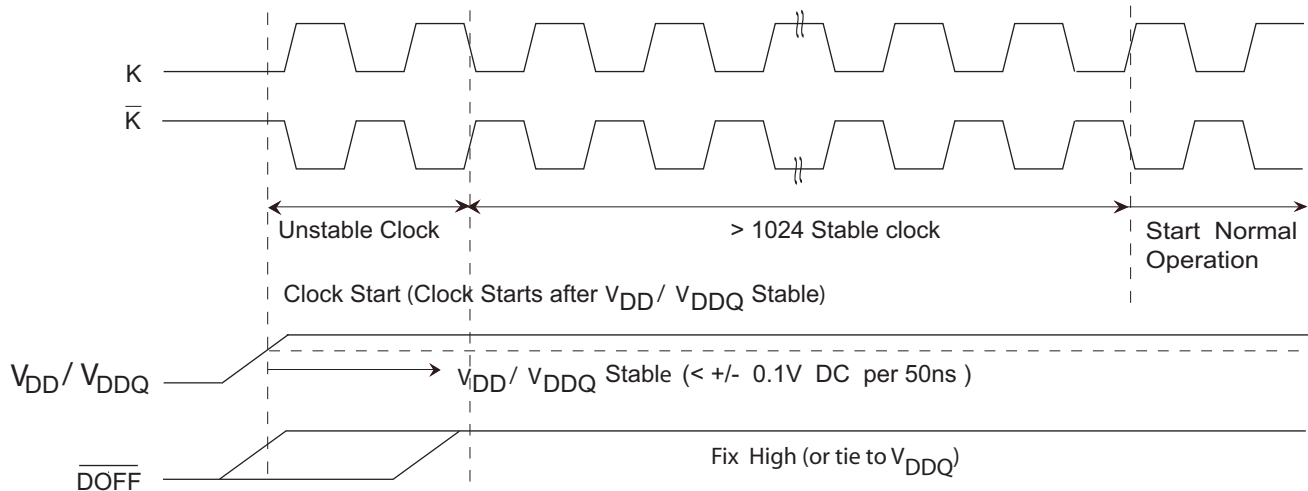 K
K̅
Unstable Clock
> 1024 Stable clock
Start Normal
Operation
Clock Start (Clock Starts after VDD / VDDQ Stable)
VDD / VDDQ
VDD / VDDQ Stable (< +/- 0.1V DC per 50ns )
D̅O̅F̅F̅
Fix High (or tie to VDDQ)